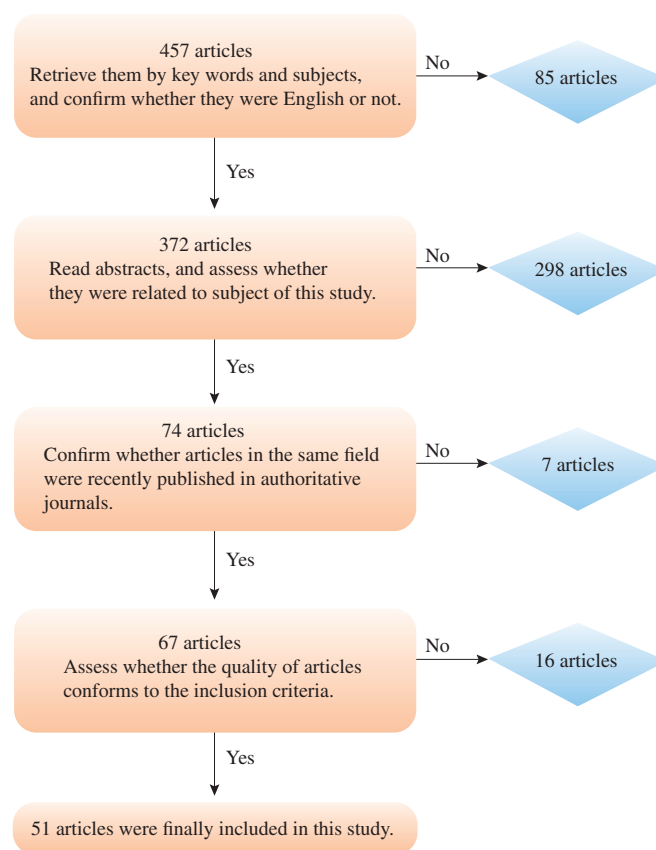 457 articles
Retrieve them by key words and subjects,
and confirm whether they were English or not.
No
85 articles
Yes
372 articles
Read abstracts, and assess whether
they were related to subject of this study.
No
298 articles
Yes
74 articles
Confirm whether articles in the same field
were recently published in authoritative
journals.
No
7 articles
Yes
67 articles
Assess whether the quality of articles
conforms to the inclusion criteria.
No
16 articles
Yes
51 articles were finally included in this study.